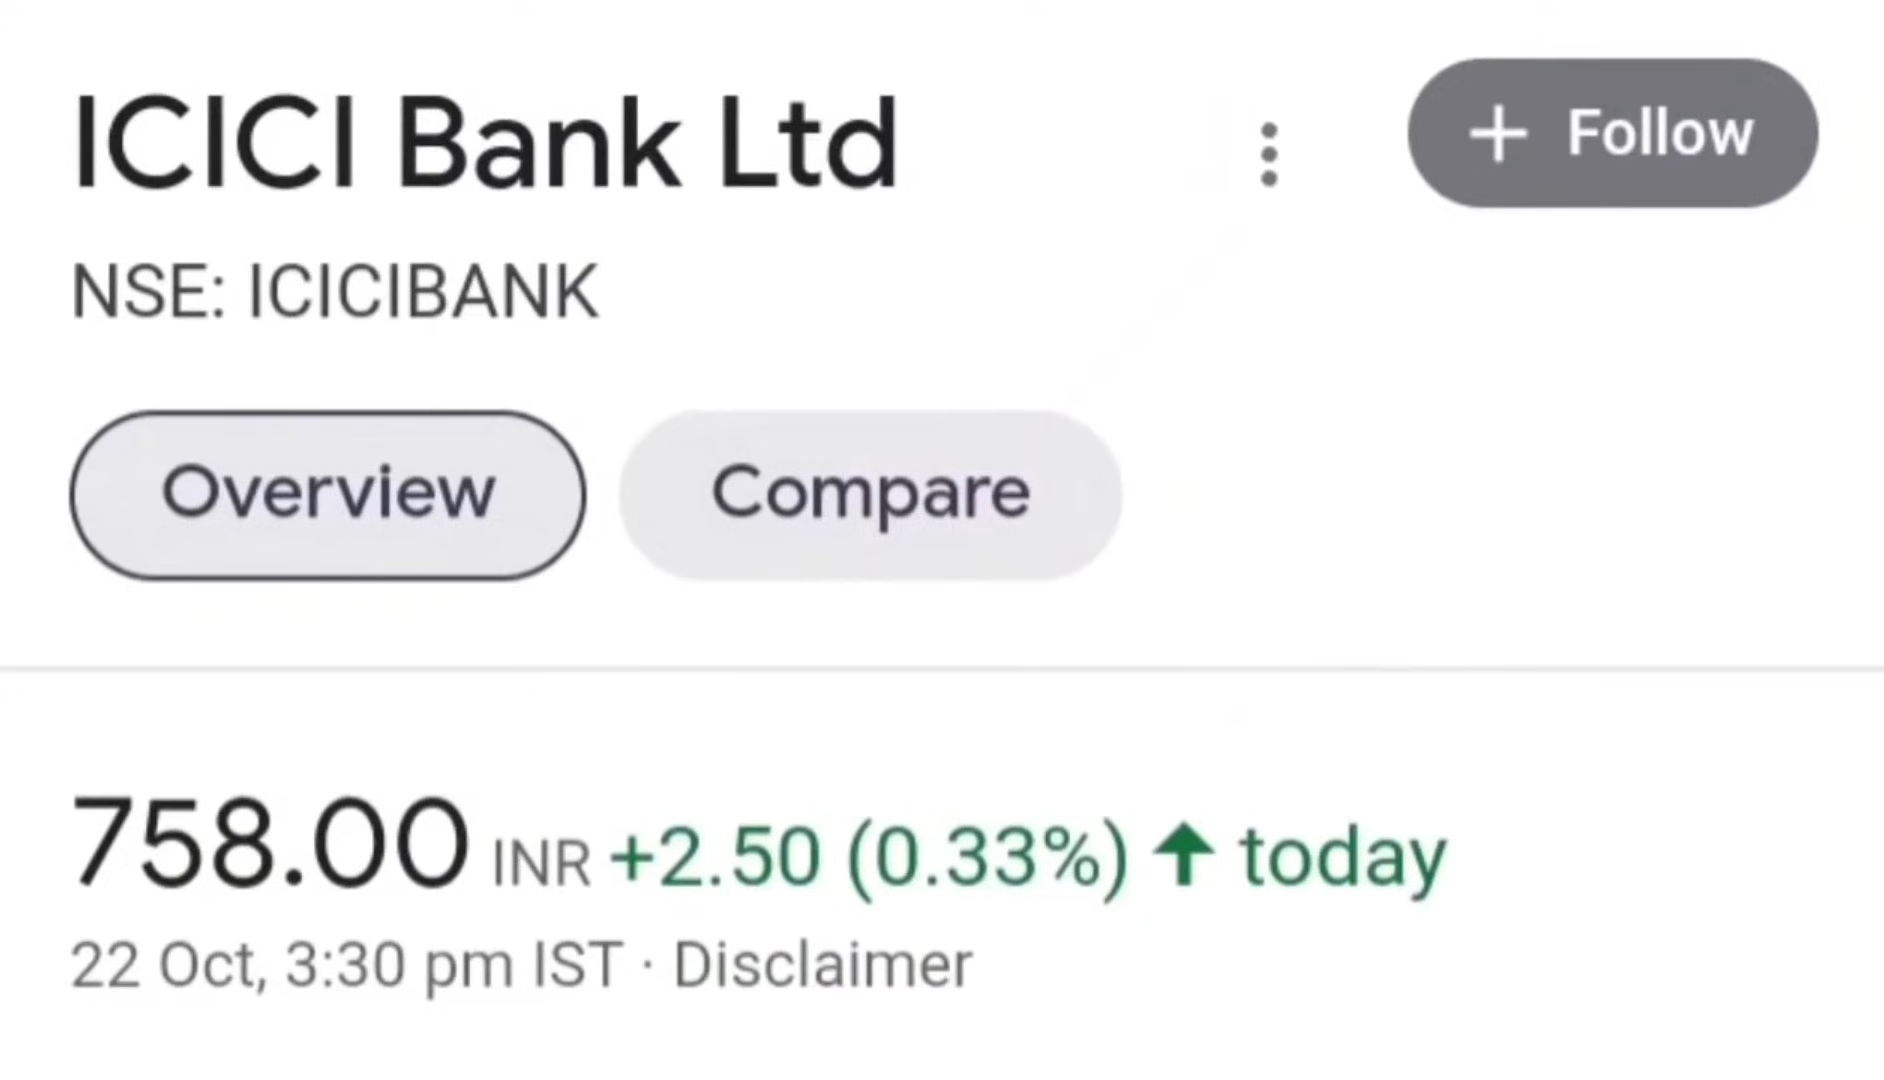 ICICI Bank Ltd
+ Follow
NSE: ICICIBANK
Overview
Compare
758.00 INR +2.50 (0.33%) ↑ today
22 Oct, 3:30 pm IST · Disclaimer